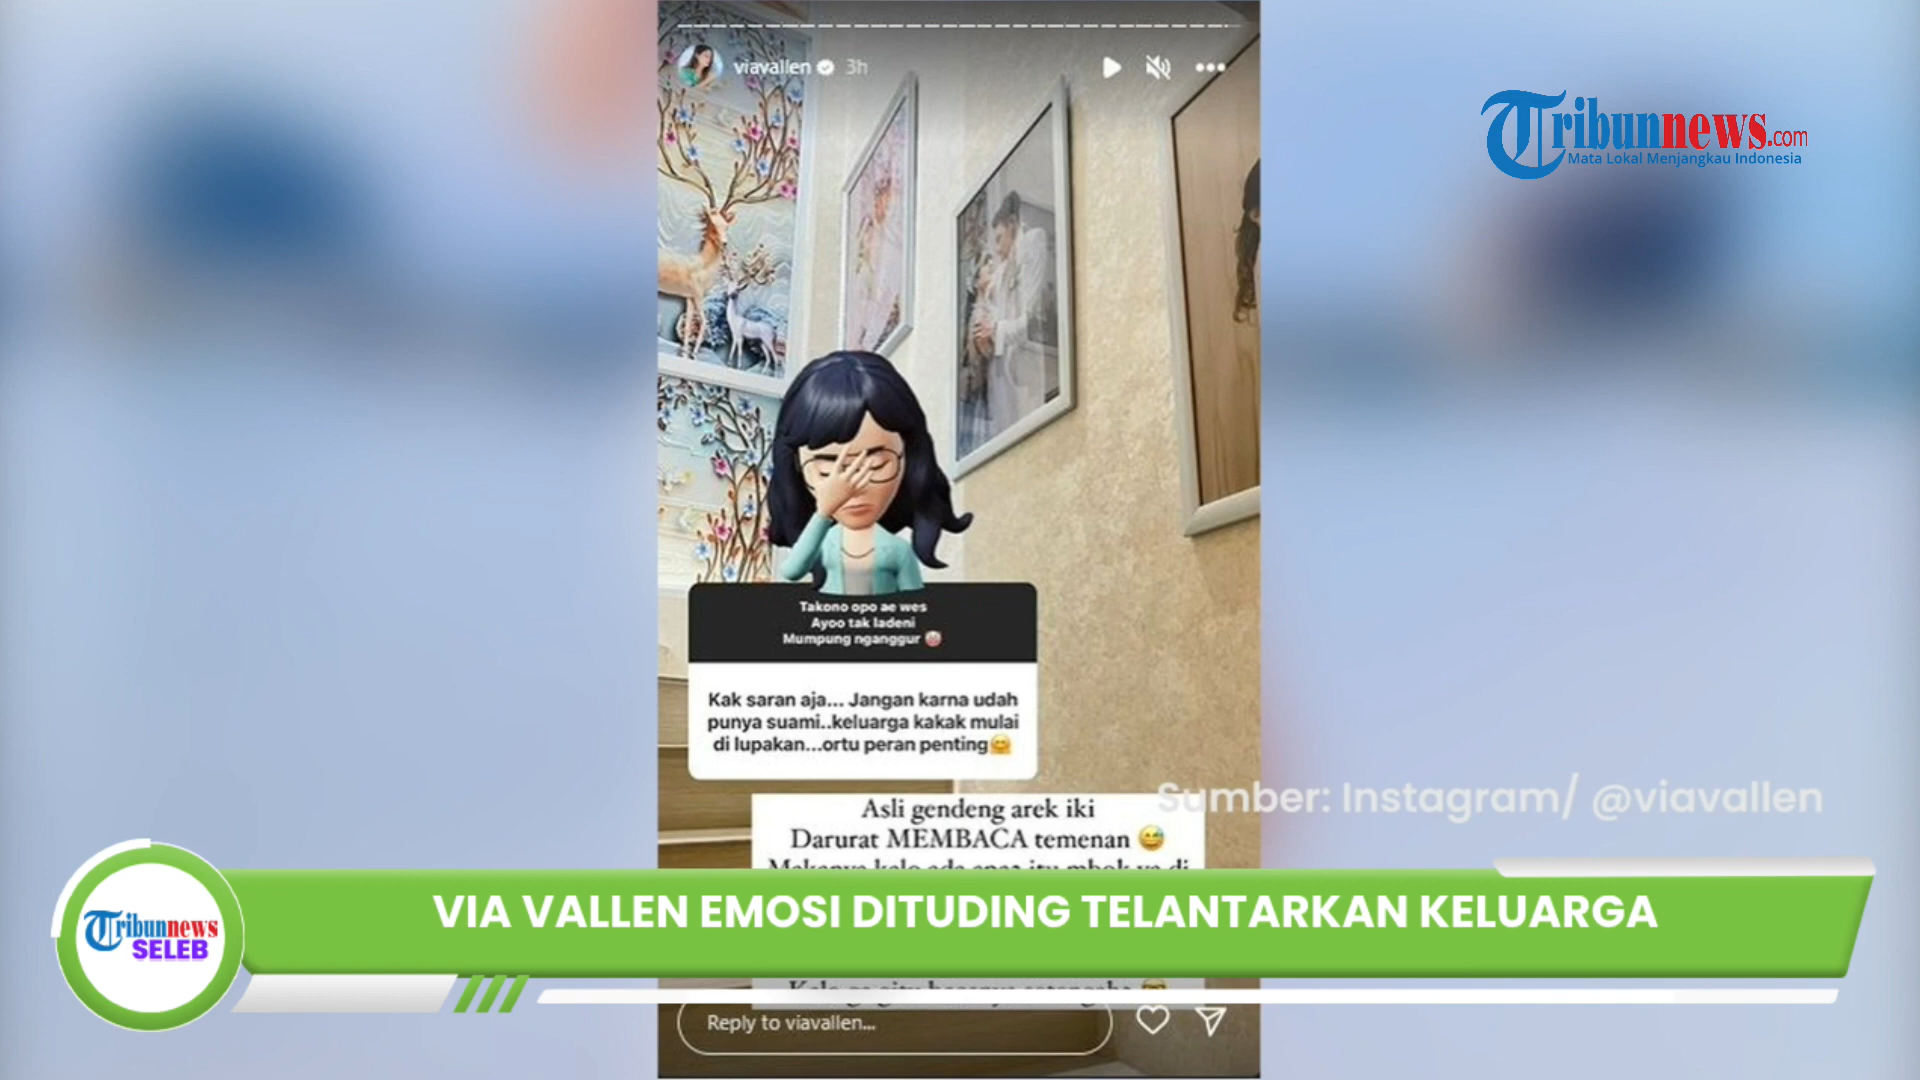 viavallen 3h
Tribunnews.com
Mata Lokal Menjangkau Indonesia
Takono opo ae wes
Ayoo tak ladeni
Mumpung nganggur 🤡
Kak saran aja... Jangan karna udah
punya suami..keluarga kakak mulai
di lupakan...ortu peran penting🤗
Sumber: Instagram/ @viavallen
Asli gendeng arek iki
Darurat MEMBACA temenan 😅
VIA VALLEN EMOSI DITUDING TELANTARKAN KELUARGA
Tribunnews
SELEB
Reply to viavallen...